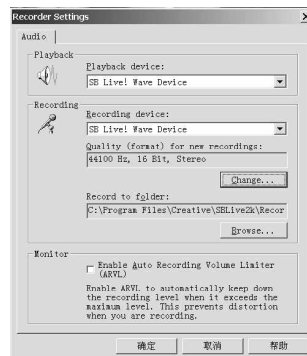 Recorder Settings
Audio
Playback
Playback device:
SB Live! Wave Device
Recording
Recording device:
SB Live! Wave Device
Quality (format) for new recordings:
44100 Hz, 16 Bit, Stereo
Change...
Record to folder:
C:\Program Files\Creative\SBLive2k\Recor
Browse...
Monitor
Enable Auto Recording Volume Limiter
(ARVL)
Enable ARVL to automatically keep down
the recording level when it exceeds the
maximum level. This prevents distortion
when you are recording.
确定 取消 帮助